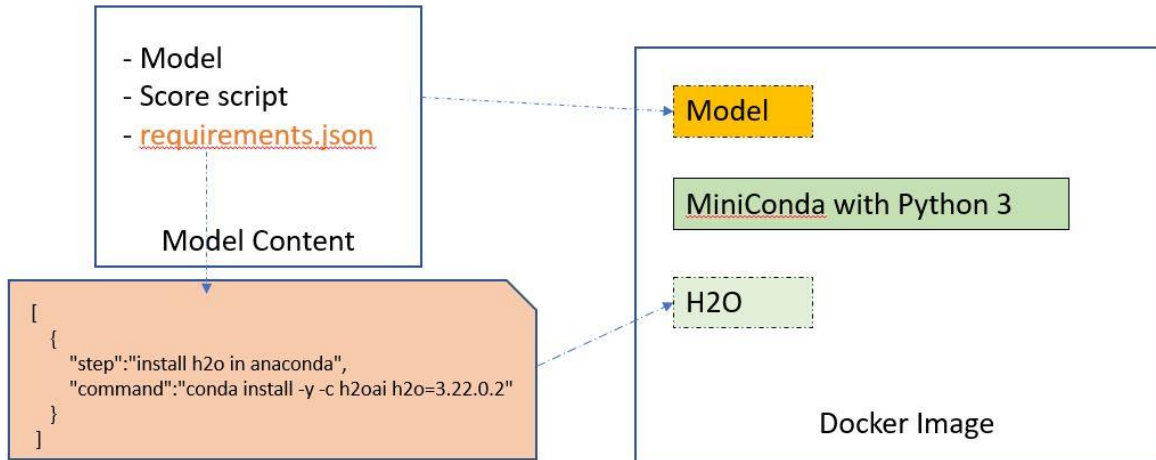 - Model
- Score script
- requirements.json
Model Content
[
{
"step":"install h2o in anaconda",
"command":"conda install -y -c h2oai h2o=3.22.0.2"
}
]
Model
MiniConda with Python 3
H2O
Docker Image